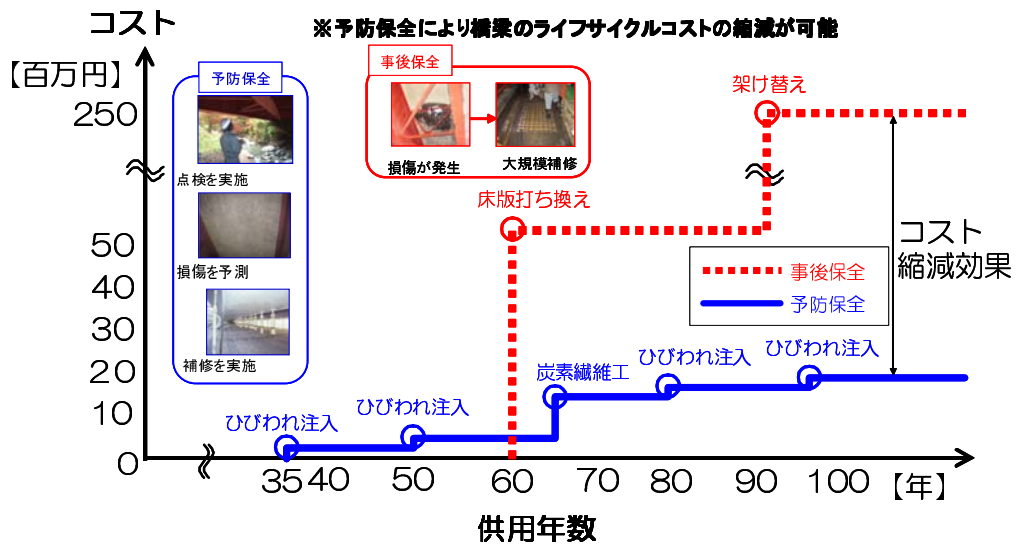 コスト
※予防保全により橋梁のライフサイクルコストの縮減が可能
【百万円】
予防保全
点検を実施
損傷を予測
補修を実施
事後保全
損傷が発生
大規模補修
架け替え
床版打ち換え
コスト
縮減効果
事後保全
予防保全
ひびわれ注入
ひびわれ注入
炭素繊維工
ひびわれ注入
ひびわれ注入
250
50
40
30
20
10
0
35 40 50 60 70 80 90 100 【年】
供用年数